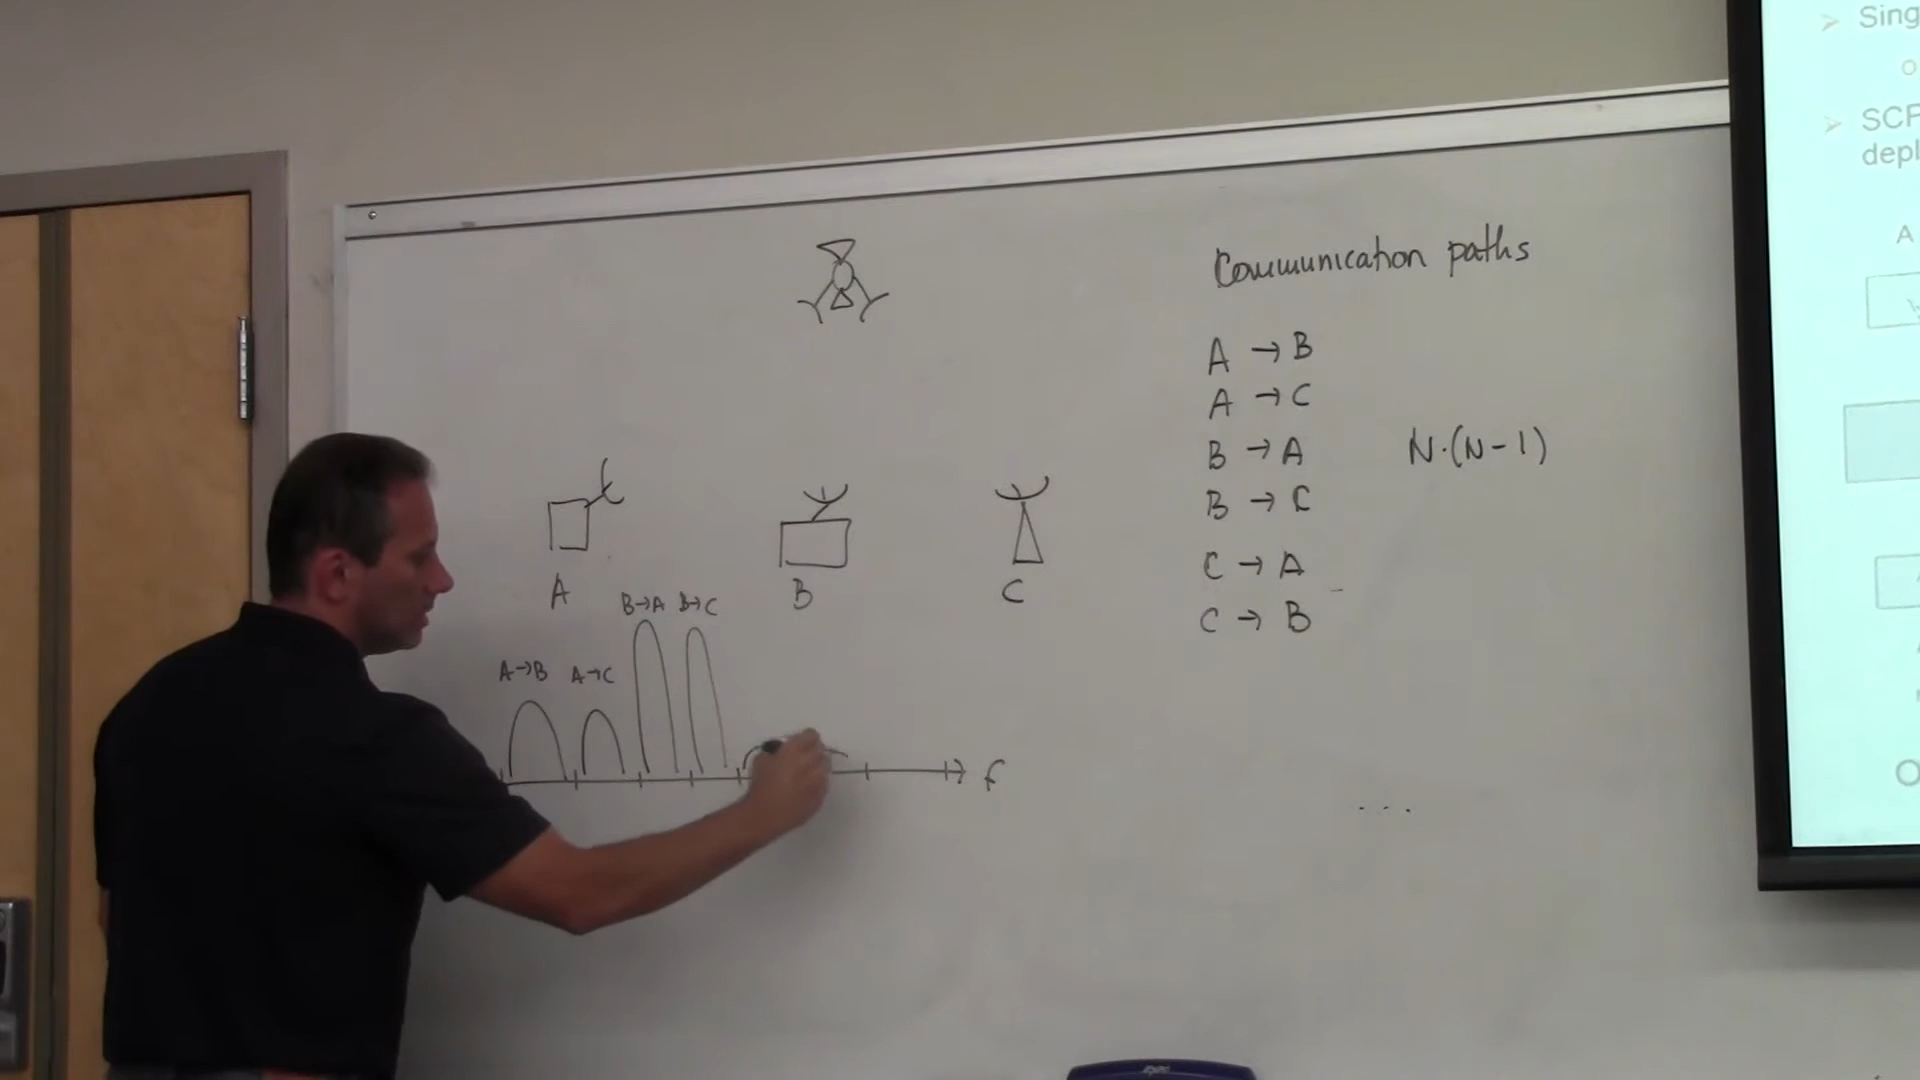 Communication paths
A → B
A → C
B → A
N·(N-1)
B → C
C → A
C → B
A
B
C
B→A B→C
A→B A→C
f
. . .
Sing
o
SCP
depl
A
O